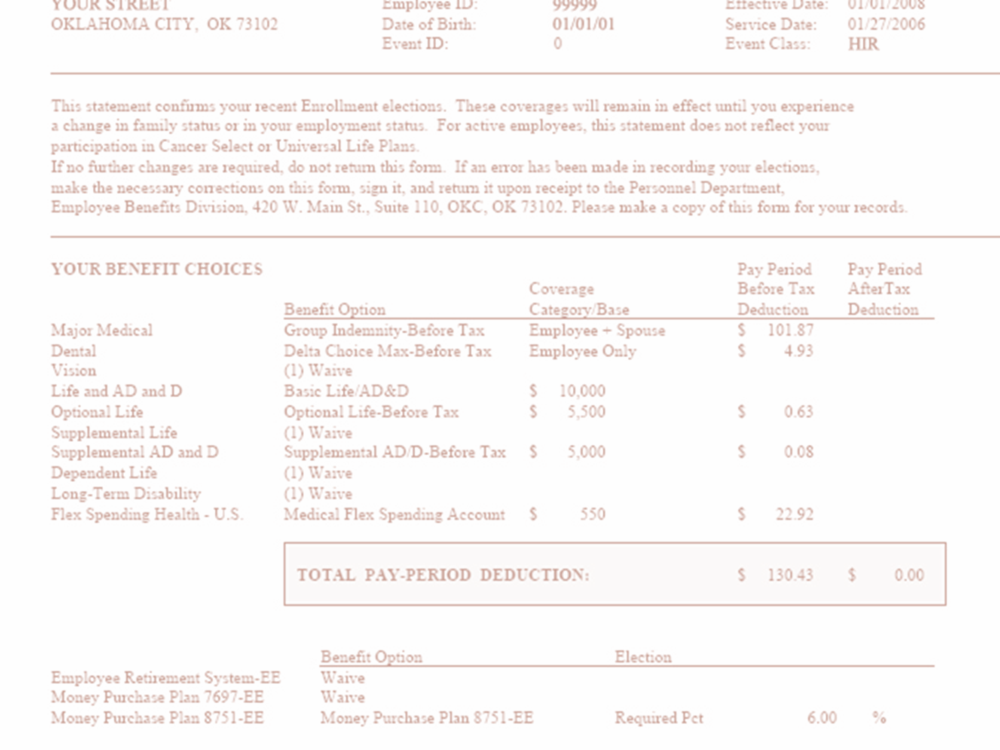 YOUR STREET Employee ID: 99999 Effective Date: 01/01/2008
OKLAHOMA CITY, OK 73102 Date of Birth: 01/01/01 Service Date: 01/27/2006
Event ID: 0 Event Class: HIR
This statement confirms your recent Enrollment elections. These coverages will remain in effect until you experience
a change in family status or in your employment status. For active employees, this statement does not reflect your
participation in Cancer Select or Universal Life Plans.
If no further changes are required, do not return this form. If an error has been made in recording your elections,
make the necessary corrections on this form, sign it, and return it upon receipt to the Personnel Department,
Employee Benefits Division, 420 W. Main St., Suite 110, OKC, OK 73102. Please make a copy of this form for your records.
YOUR BENEFIT CHOICES Pay Period Pay Period
Coverage Before Tax AfterTax
Benefit Option Category/Base Deduction Deduction
Major Medical Group Indemnity-Before Tax Employee + Spouse $ 101.87
Dental Delta Choice Max-Before Tax Employee Only $ 4.93
Vision (1) Waive
Life and AD and D Basic Life/AD&D $ 10,000
Optional Life Optional Life-Before Tax $ 5,500 $ 0.63
Supplemental Life (1) Waive
Supplemental AD and D Supplemental AD/D-Before Tax $ 5,000 $ 0.08
Dependent Life (1) Waive
Long-Term Disability (1) Waive
Flex Spending Health - U.S. Medical Flex Spending Account $ 550 $ 22.92
TOTAL PAY-PERIOD DEDUCTION: $ 130.43 $ 0.00
Benefit Option Election
Employee Retirement System-EE Waive
Money Purchase Plan 7697-EE Waive
Money Purchase Plan 8751-EE Money Purchase Plan 8751-EE Required Pct 6.00 %